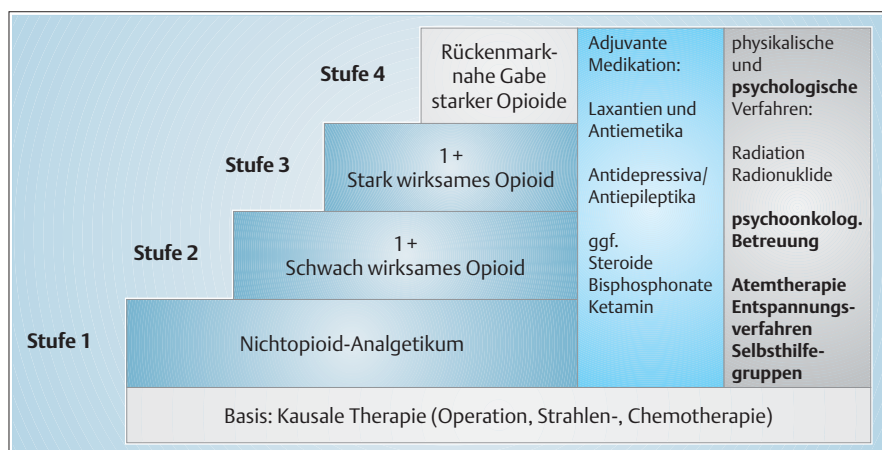 Stufe 4
Rückenmark-
nahe Gabe
starker Opioide
Stufe 3
1 +
Stark wirksames Opioid
Stufe 2
1 +
Schwach wirksames Opioid
Stufe 1
Nichtopioid-Analgetikum
Adjuvante
Medikation:
Laxantien und
Antiemetika
Antidepressiva/
Antiepileptika
ggf.
Steroide
Bisphosphonate
Ketamin
physikalische
und
psychologische
Verfahren:
Radiation
Radionuklide
psychoonkolog.
Betreuung
Atemtherapie
Entspannungs-
verfahren
Selbsthilfe-
gruppen
Basis: Kausale Therapie (Operation, Strahlen-, Chemotherapie)